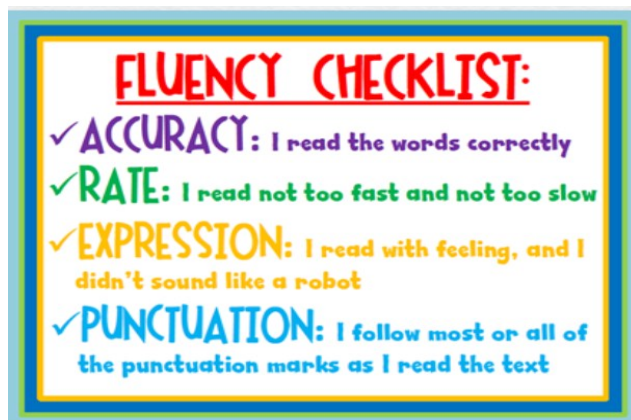 FLUENCY CHECKLIST:
✓ACCURACY: I read the words correctly
✓RATE: I read not too fast and not too slow
✓EXPRESSION: I read with feeling, and I
didn't sound like a robot
✓PUNCTUATION: I follow most or all of
the punctuation marks as I read the text